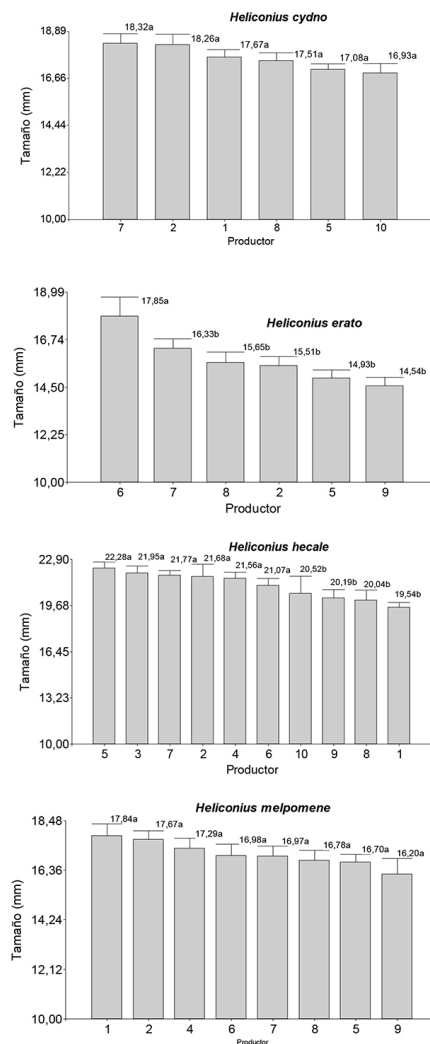 Heliconius cydno
Tamaño (mm)
18,89
16,66
14,44
12,22
10,00
18,32a
18,26a
17,67a
17,51a
17,08a
16,93a
7 2 1 8 5 10
Productor
Heliconius erato
Tamaño (mm)
18,99
16,74
14,50
12,25
10,00
17,85a
16,33b
15,65b
15,51b
14,93b
14,54b
6 7 8 2 5 9
Productor
Heliconius hecale
Tamaño (mm)
22,90
19,68
16,45
13,23
10,00
22,28a
21,95a
21,77a
21,68a
21,56a
21,07a
20,52b
20,19b
20,04b
19,54b
5 3 7 2 4 6 10 9 8 1
Productor
Heliconius melpomene
Tamaño (mm)
18,48
16,36
14,24
12,12
10,00
17,84a
17,67a
17,29a
16,98a
16,97a
16,78a
16,70a
16,20a
1 2 4 6 7 8 5 9
Productor